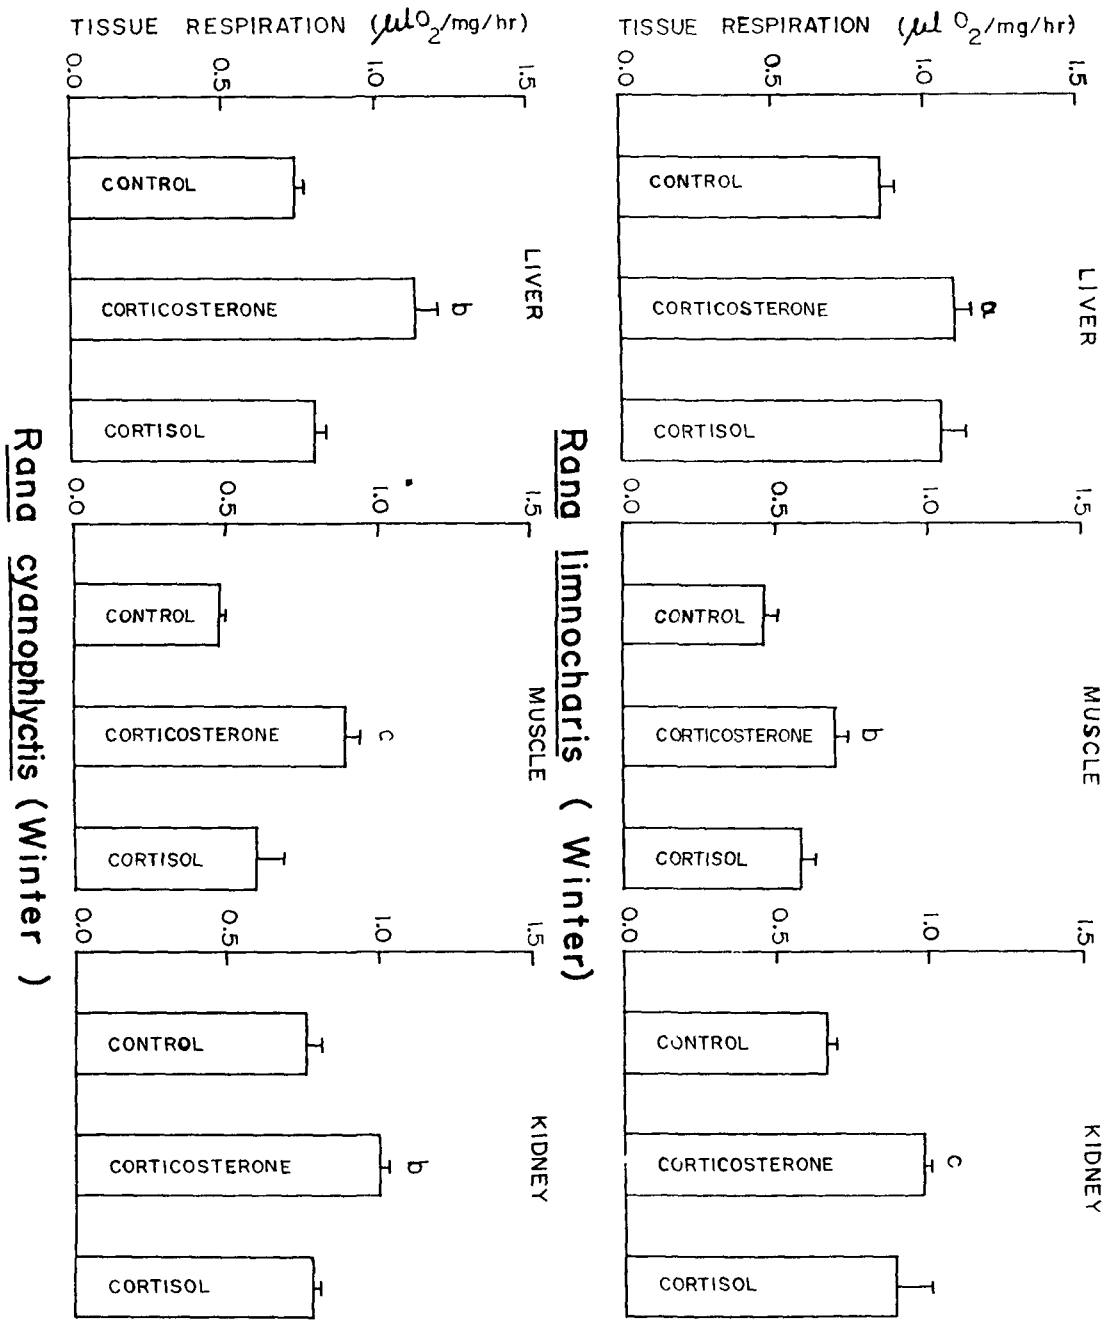 TISSUE RESPIRATION (µl O2/mg/hr)
1.5
1.0
0.5
0.0
LIVER
CONTROL
CORTICOSTERONE
a
CORTISOL
1.5
1.0
0.5
0.0
MUSCLE
CONTROL
CORTICOSTERONE
b
CORTISOL
1.5
1.0
0.5
0.0
KIDNEY
CONTROL
CORTICOSTERONE
c
CORTISOL
Rana limnocharis ( Winter)
TISSUE RESPIRATION (µlO2/mg/hr)
1.5
1.0
0.5
0.0
LIVER
CONTROL
CORTICOSTERONE
b
CORTISOL
1.5
1.0
0.5
0.0
MUSCLE
CONTROL
CORTICOSTERONE
c
CORTISOL
1.5
1.0
0.5
0.0
KIDNEY
CONTROL
CORTICOSTERONE
b
CORTISOL
Rana cyanophlyctis (Winter )